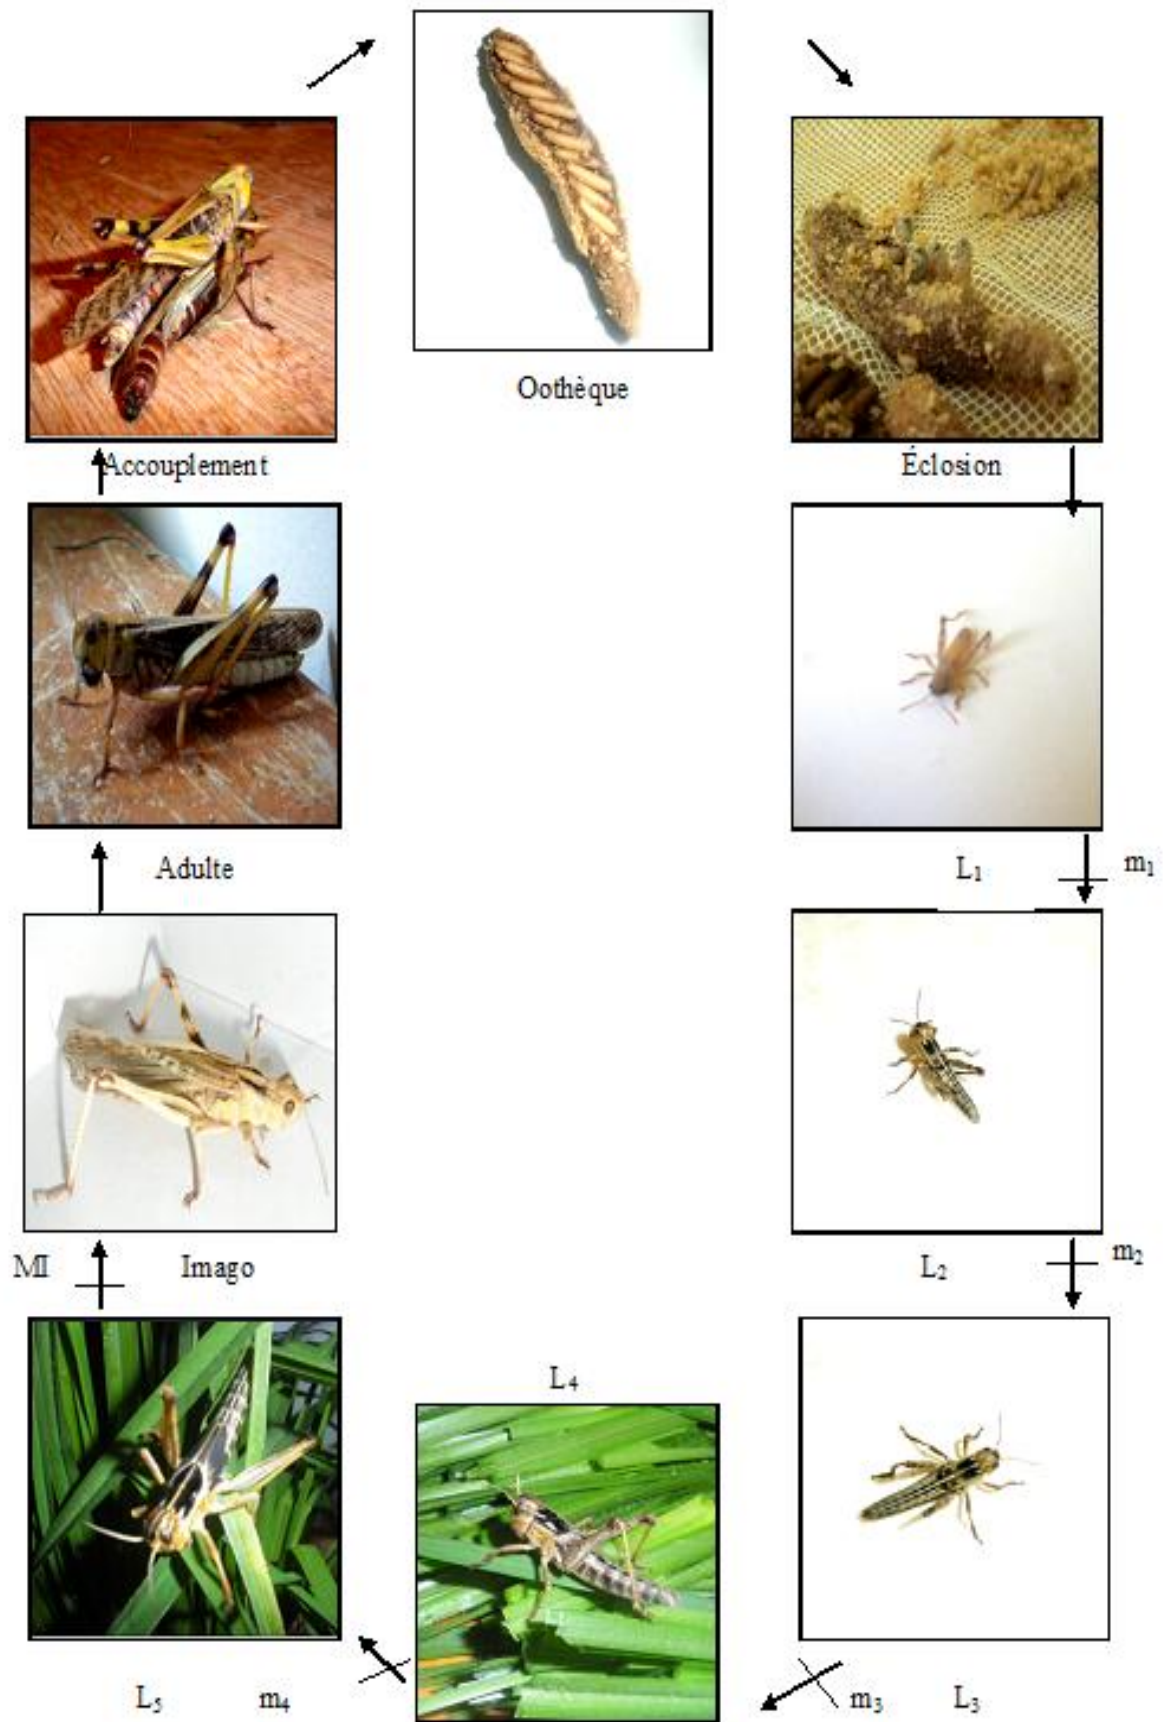 Oothèque
Accouplement
Éclosion
Adulte
L₁
m₁
MI
Imago
L₂
m₂
L₄
L₅
m₄
m₃
L₃